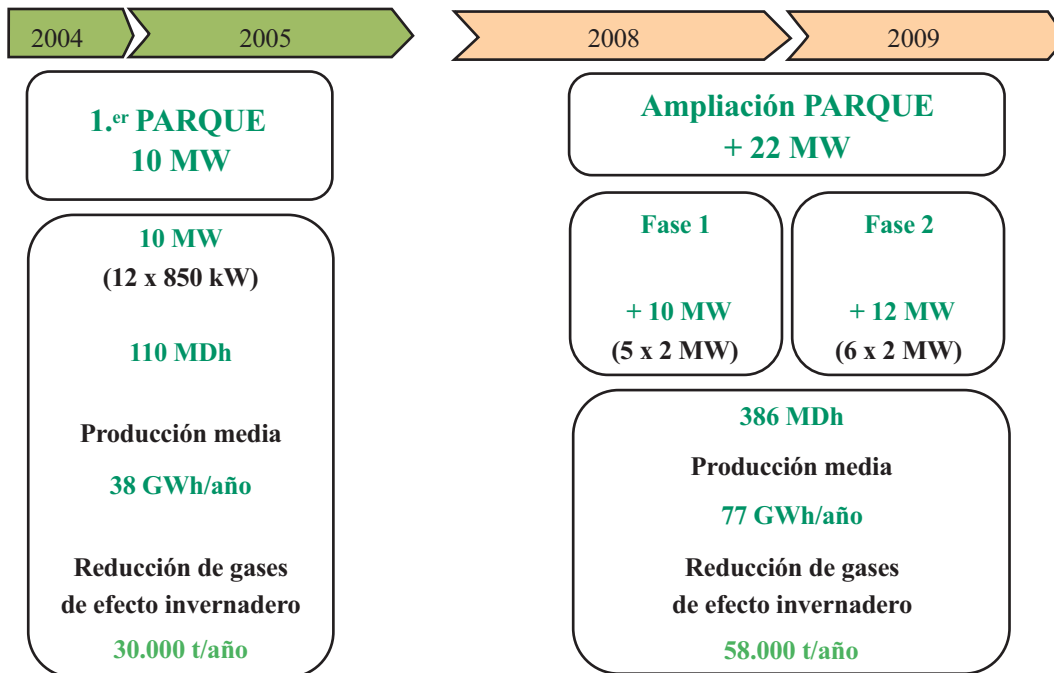 2004
2005
2008
2009
1.er PARQUE
10 MW
10 MW
(12 x 850 kW)
110 MDh
Producción media
38 GWh/año
Reducción de gases
de efecto invernadero
30.000 t/año
Ampliación PARQUE
+ 22 MW
Fase 1
+ 10 MW
(5 x 2 MW)
Fase 2
+ 12 MW
(6 x 2 MW)
386 MDh
Producción media
77 GWh/año
Reducción de gases
de efecto invernadero
58.000 t/año